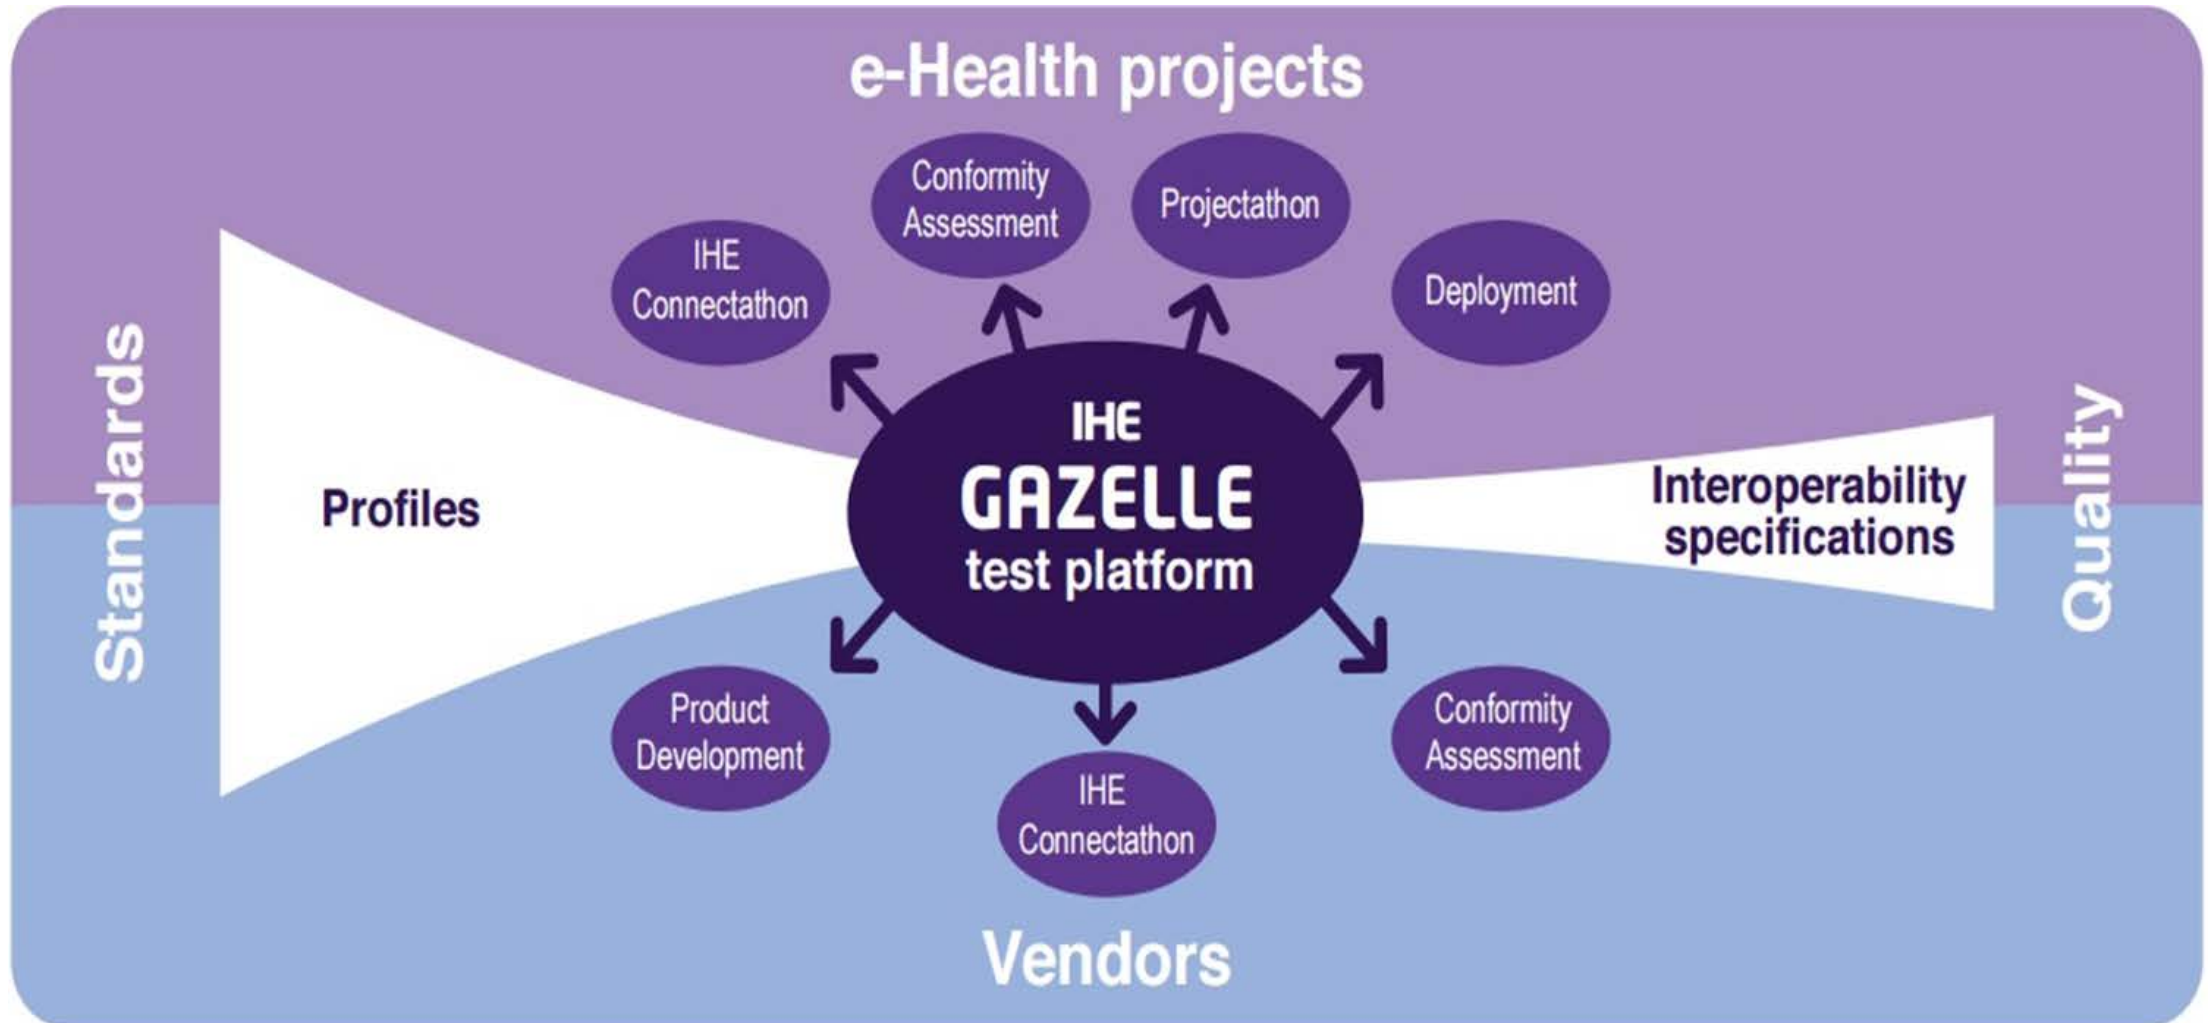 e-Health projects
Conformity
Assessment
Projectathon
IHE
Connectathon
Deployment
Standards
Profiles
IHE
GAZELLE
test platform
Interoperability
specifications
Quality
Product
Development
IHE
Connectathon
Conformity
Assessment
Vendors